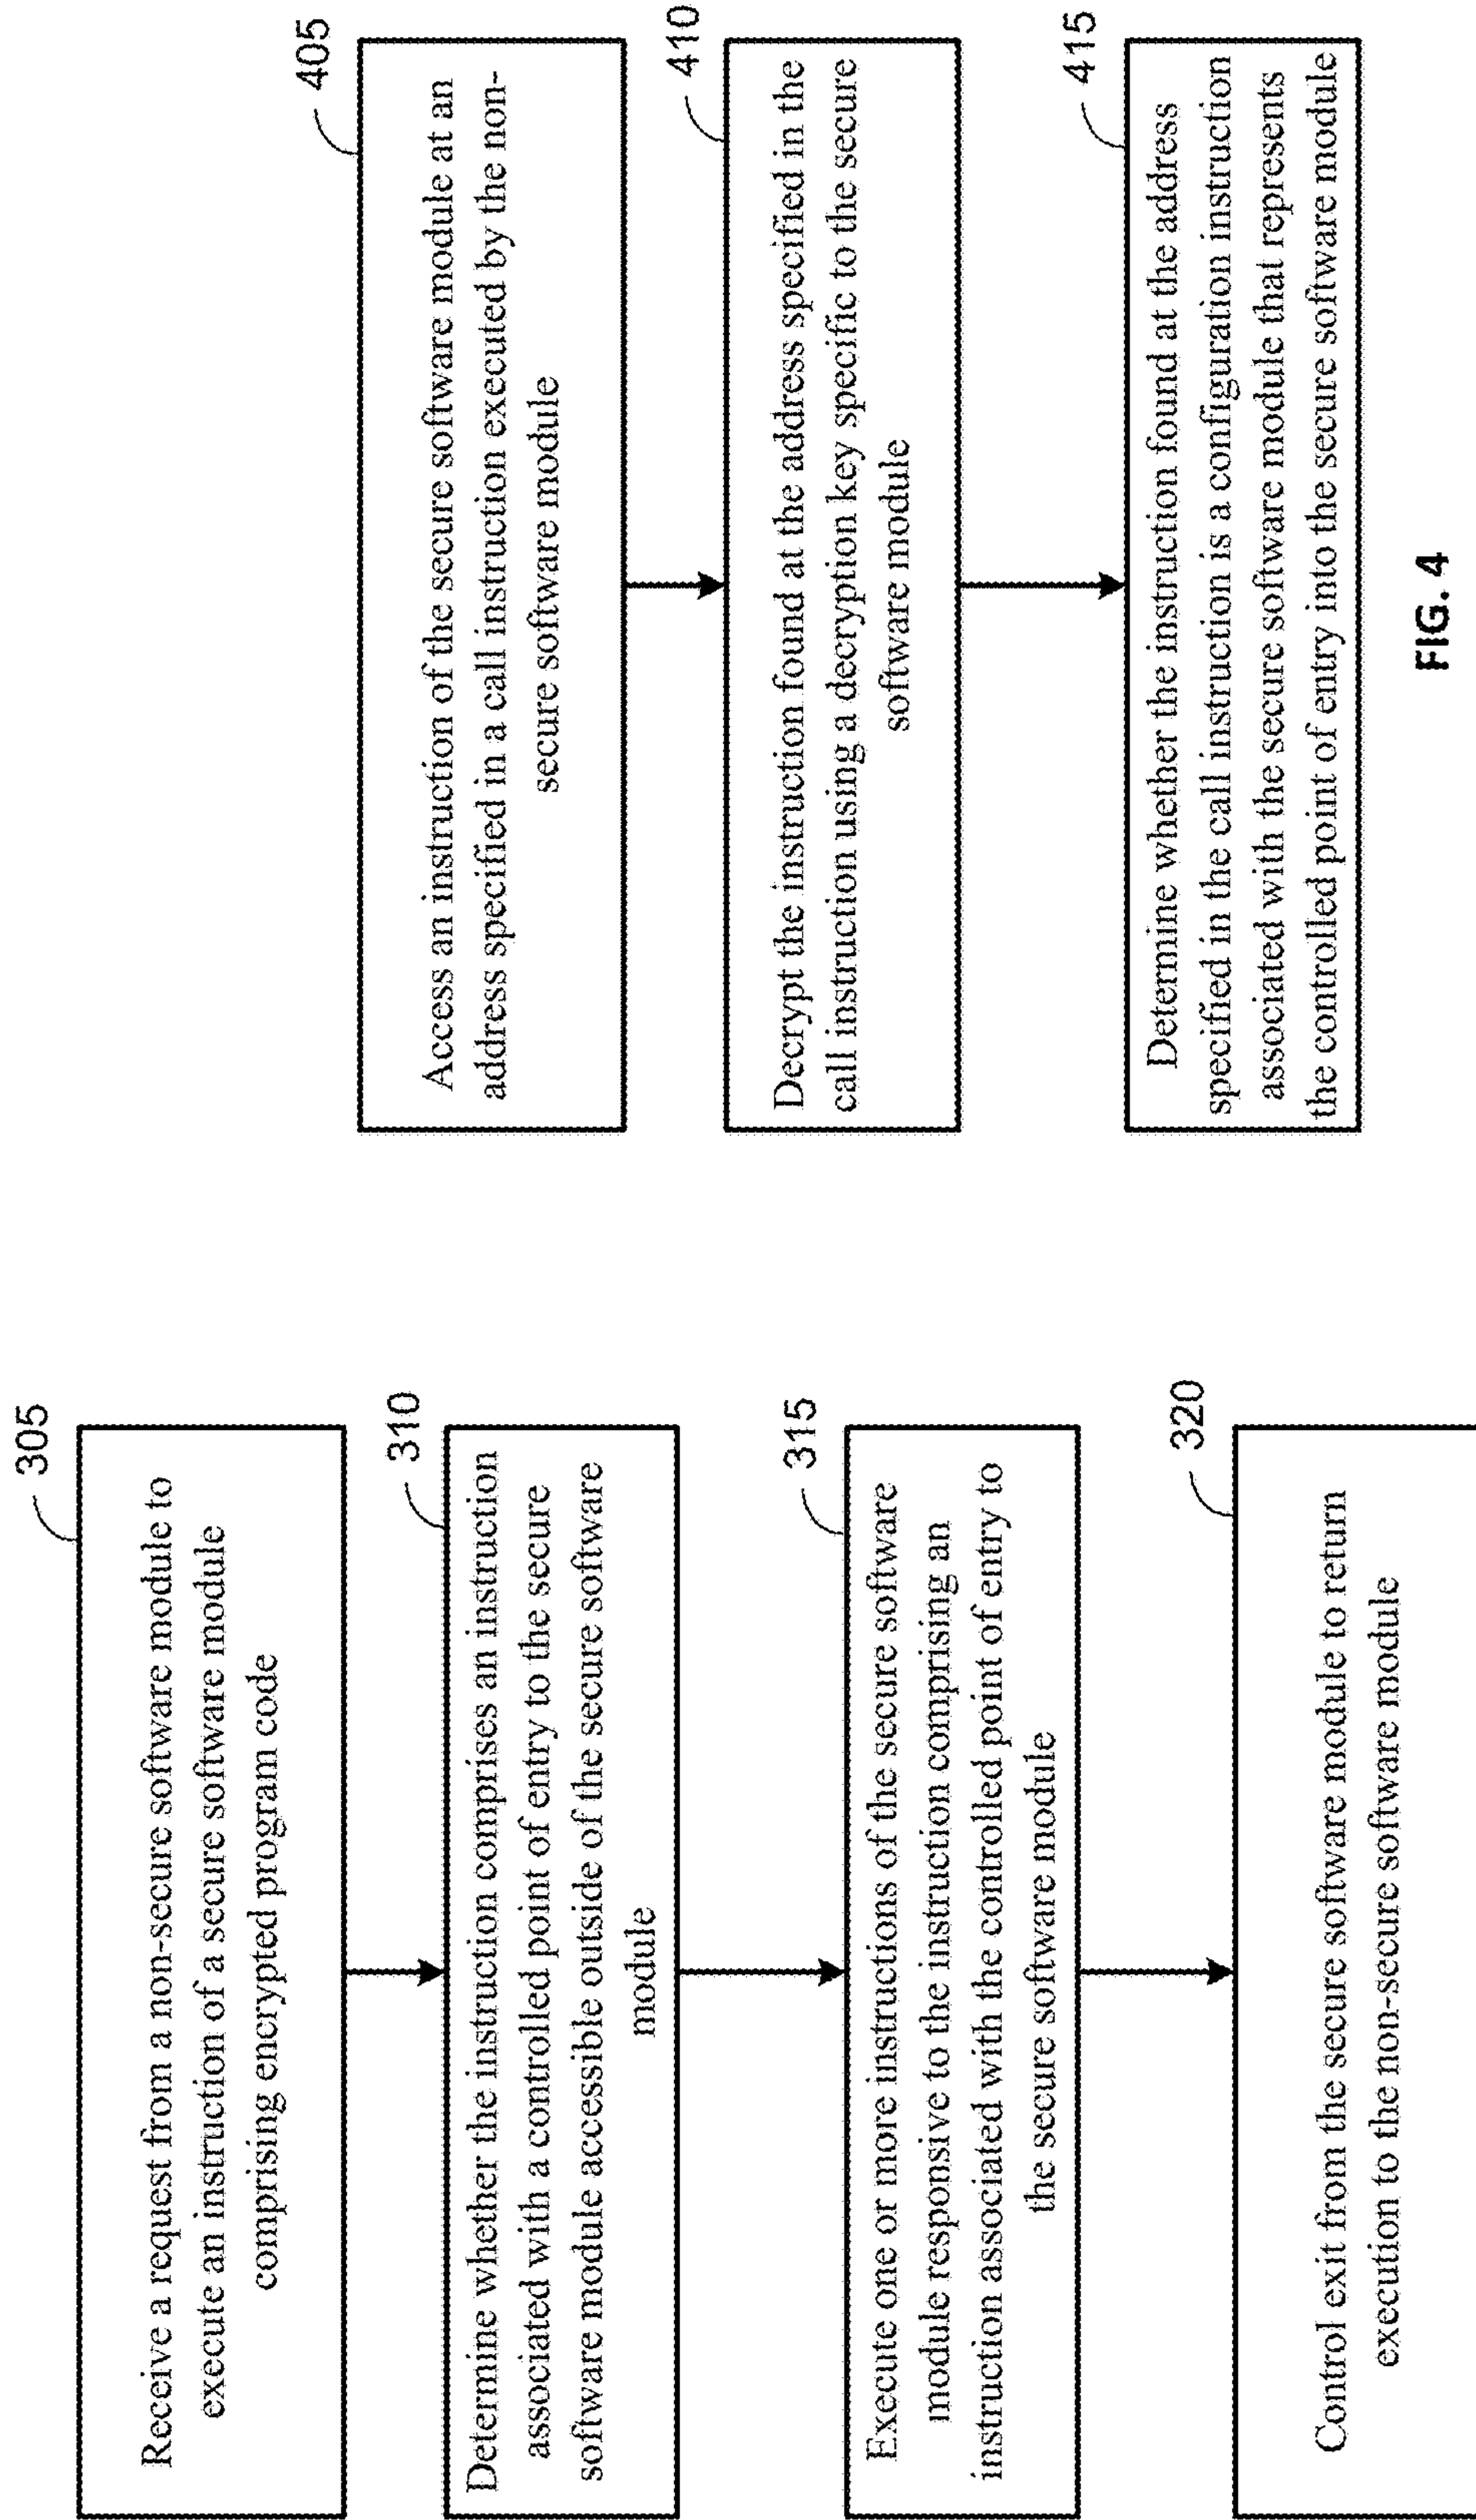 305
Receive a request from a non-secure software module to
execute an instruction of a secure software module
comprising encrypted program code
310
Determine whether the instruction comprises an instruction
associated with a controlled point of entry to the secure
software module accessible outside of the secure software
module
315
Execute one or more instructions of the secure software
module responsive to the instruction comprising an
instruction associated with the controlled point of entry to
the secure software module
320
Control exit from the secure software module to return
execution to the non-secure software module
405
Access an instruction of the secure software module at an
address specified in a call instruction executed by the non-
secure software module
410
Decrypt the instruction found at the address specified in the
call instruction using a decryption key specific to the secure
software module
415
Determine whether the instruction found at the address
specified in the call instruction is a configuration instruction
associated with the secure software module that represents
the controlled point of entry into the secure software module
FIG. 4